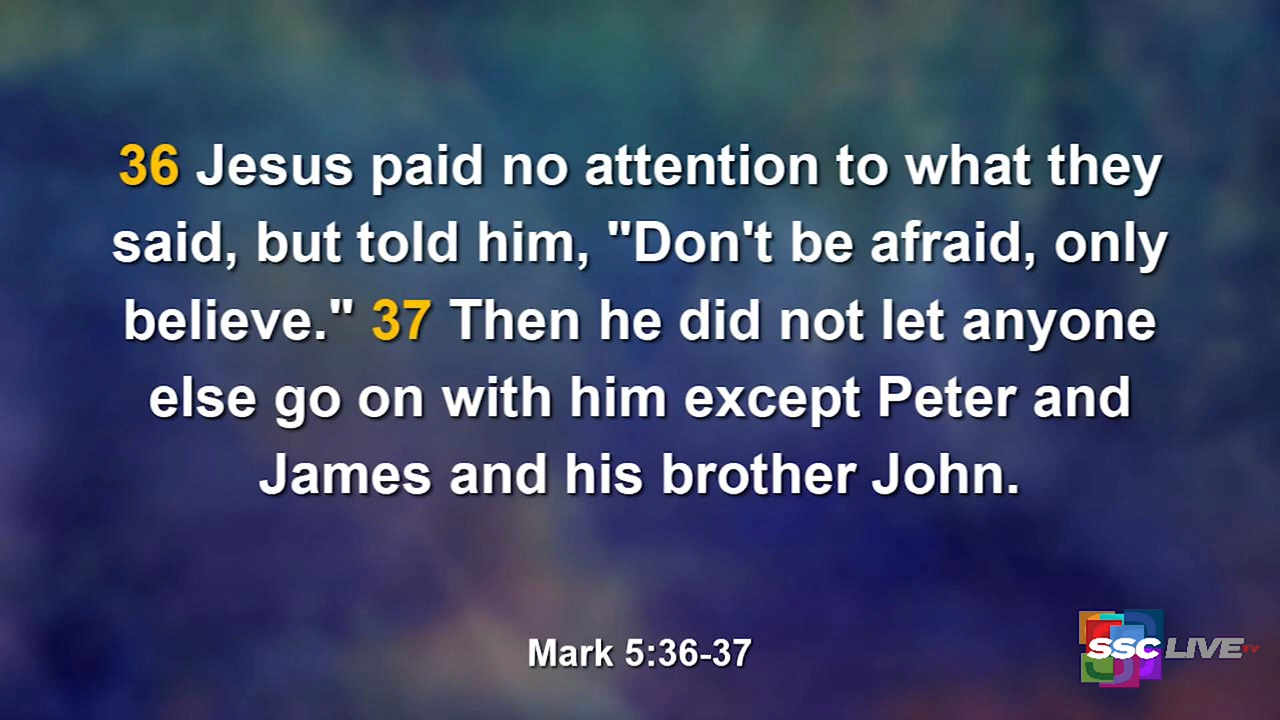 36 Jesus paid no attention to what they
said, but told him, "Don't be afraid, only
believe." 37 Then he did not let anyone
else go on with him except Peter and
James and his brother John.
Mark 5:36-37
SSC LIVE TV